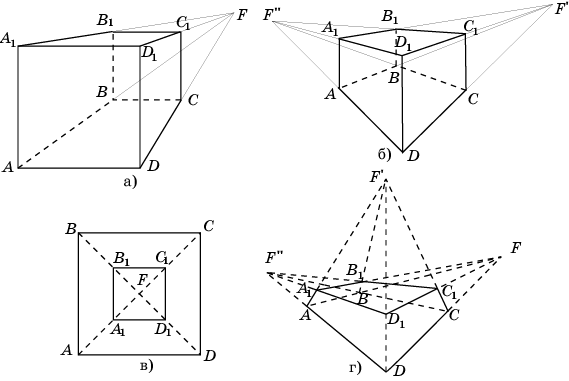 B₁ C₁ F
A₁ D₁
B C
A D
а)
F" B₁ F'
A₁ C₁
D₁
B
A C
D
б)
B C
B₁ C₁
F
A₁ D₁
A D
в)
F'
F" F
B₁
A₁ B C₁
A D₁ C
D
г)